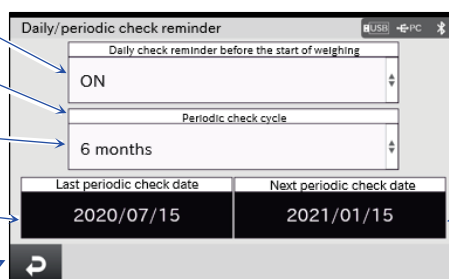 Daily/periodic check reminder USB PC
Daily check reminder before the start of weighing
ON
Periodic check cycle
6 months
Last periodic check date Next periodic check date
2020/07/15 2021/01/15